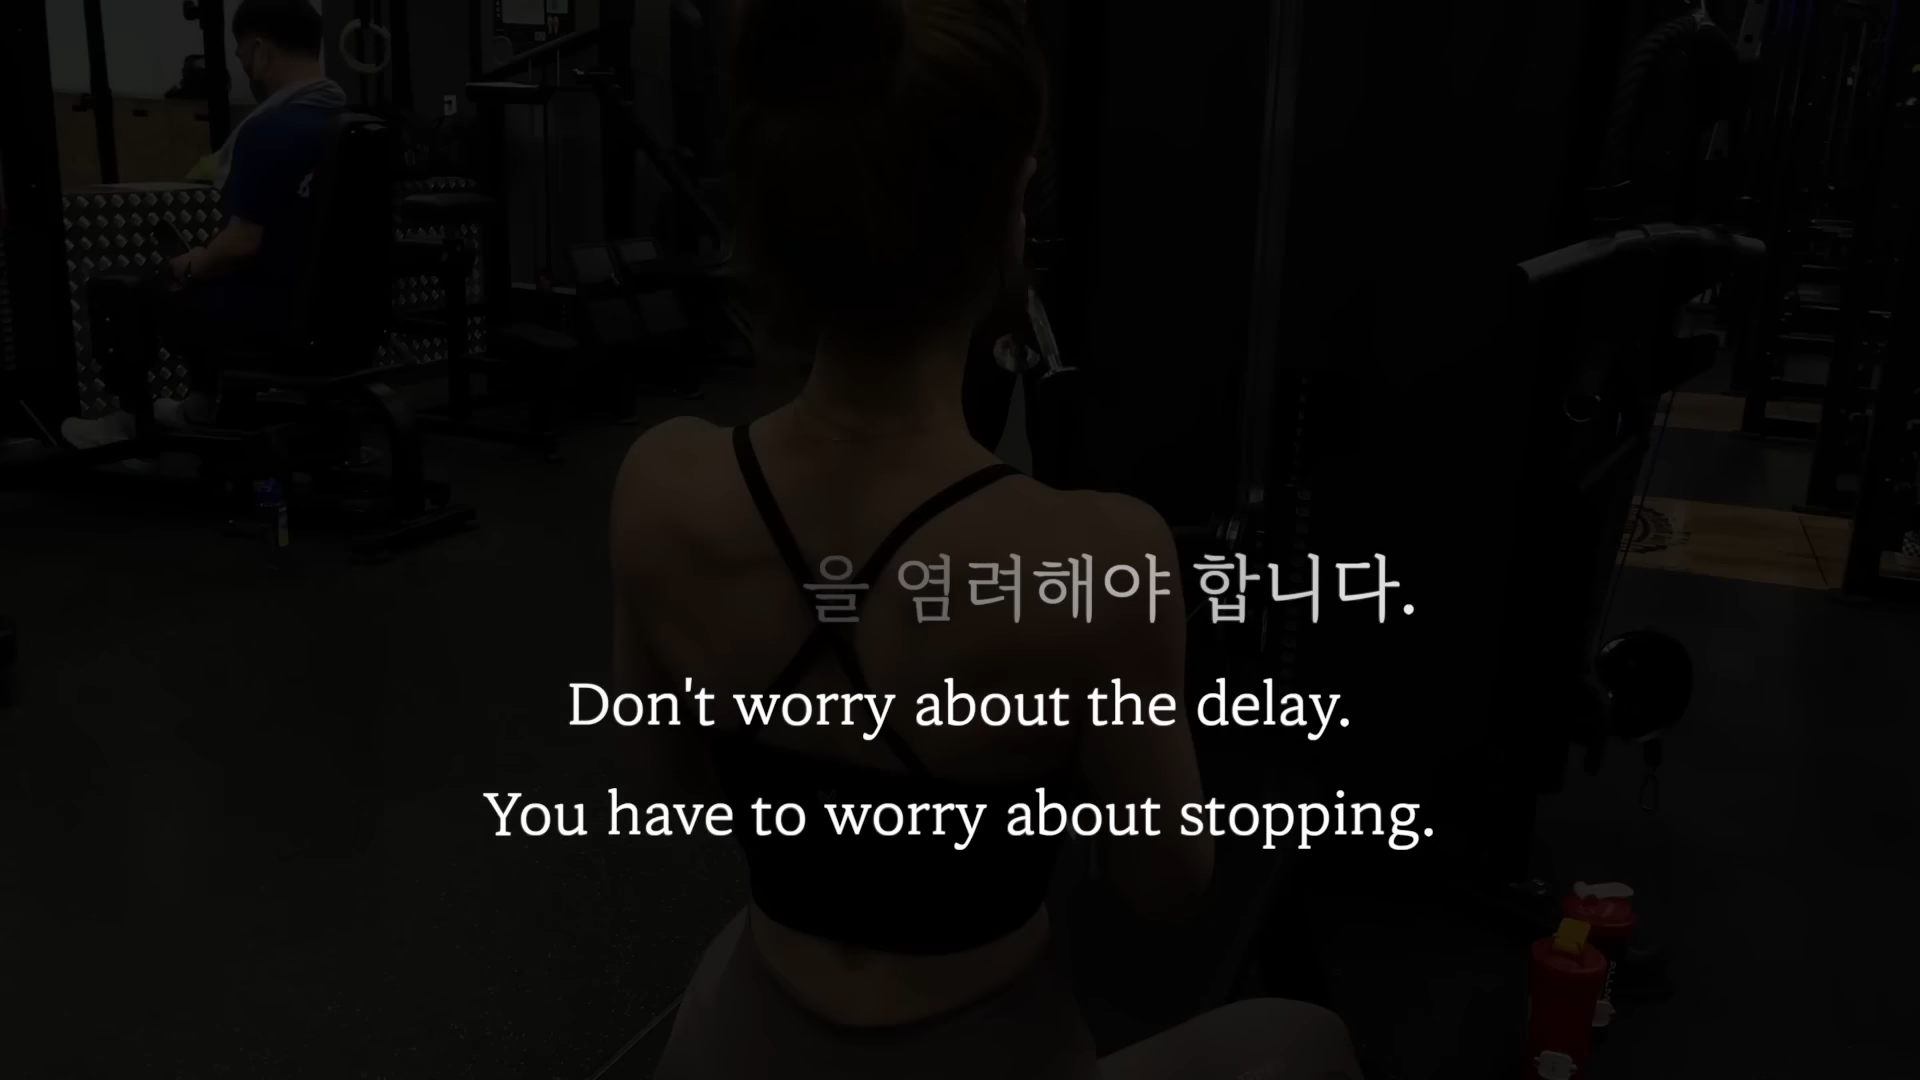 을 염려해야 합니다.
Don't worry about the delay.
You have to worry about stopping.